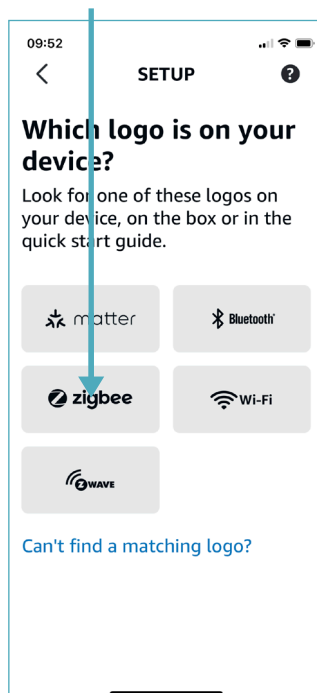 09:52
SETUP
?
Which logo is on your
device?
Look for one of these logos on
your device, on the box or in the
quick start guide.
matter
Bluetooth®
zigbee
Wi-Fi
Z WAVE
Can't find a matching logo?